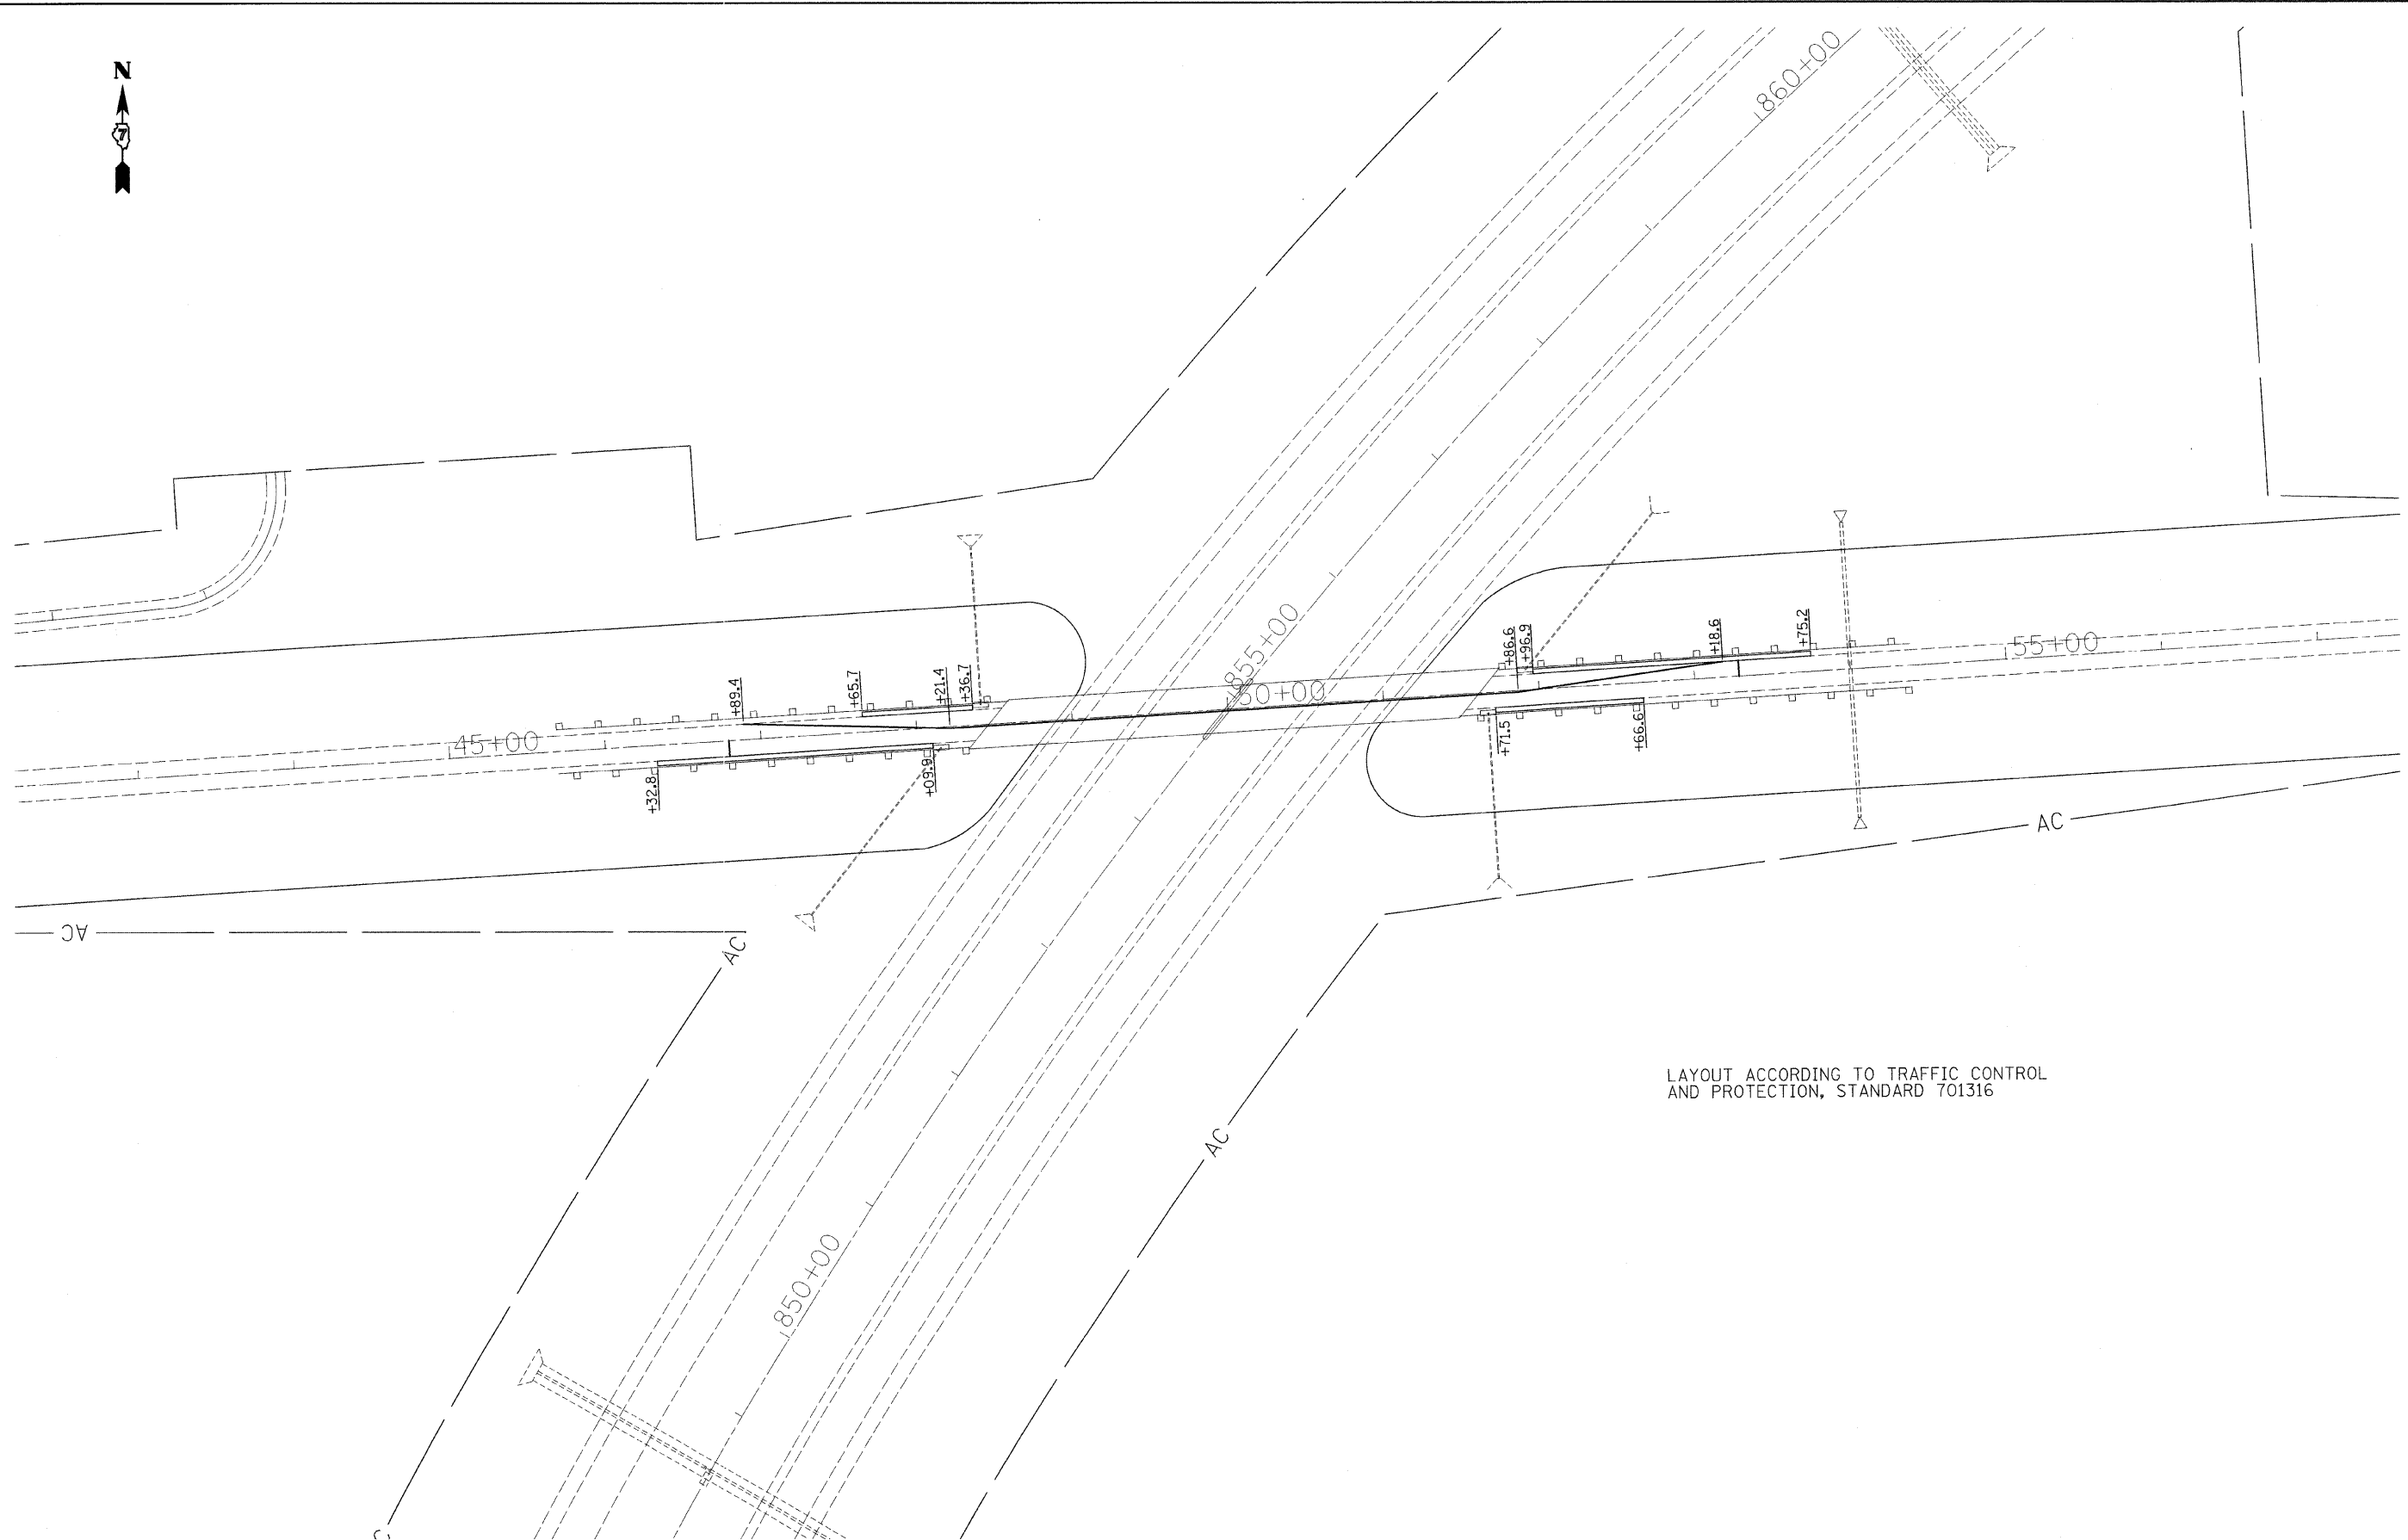 N
7
860+00
855+00
+89.4
+65.7
+21.4
+36.7
+86.6
+96.9
+18.6
+75.2
45+00
50+00
55+00
+32.8
+09.9
+71.5
+66.6
AC
AC
AC
AC
850+00
LAYOUT ACCORDING TO TRAFFIC CONTROL
AND PROTECTION, STANDARD 701316